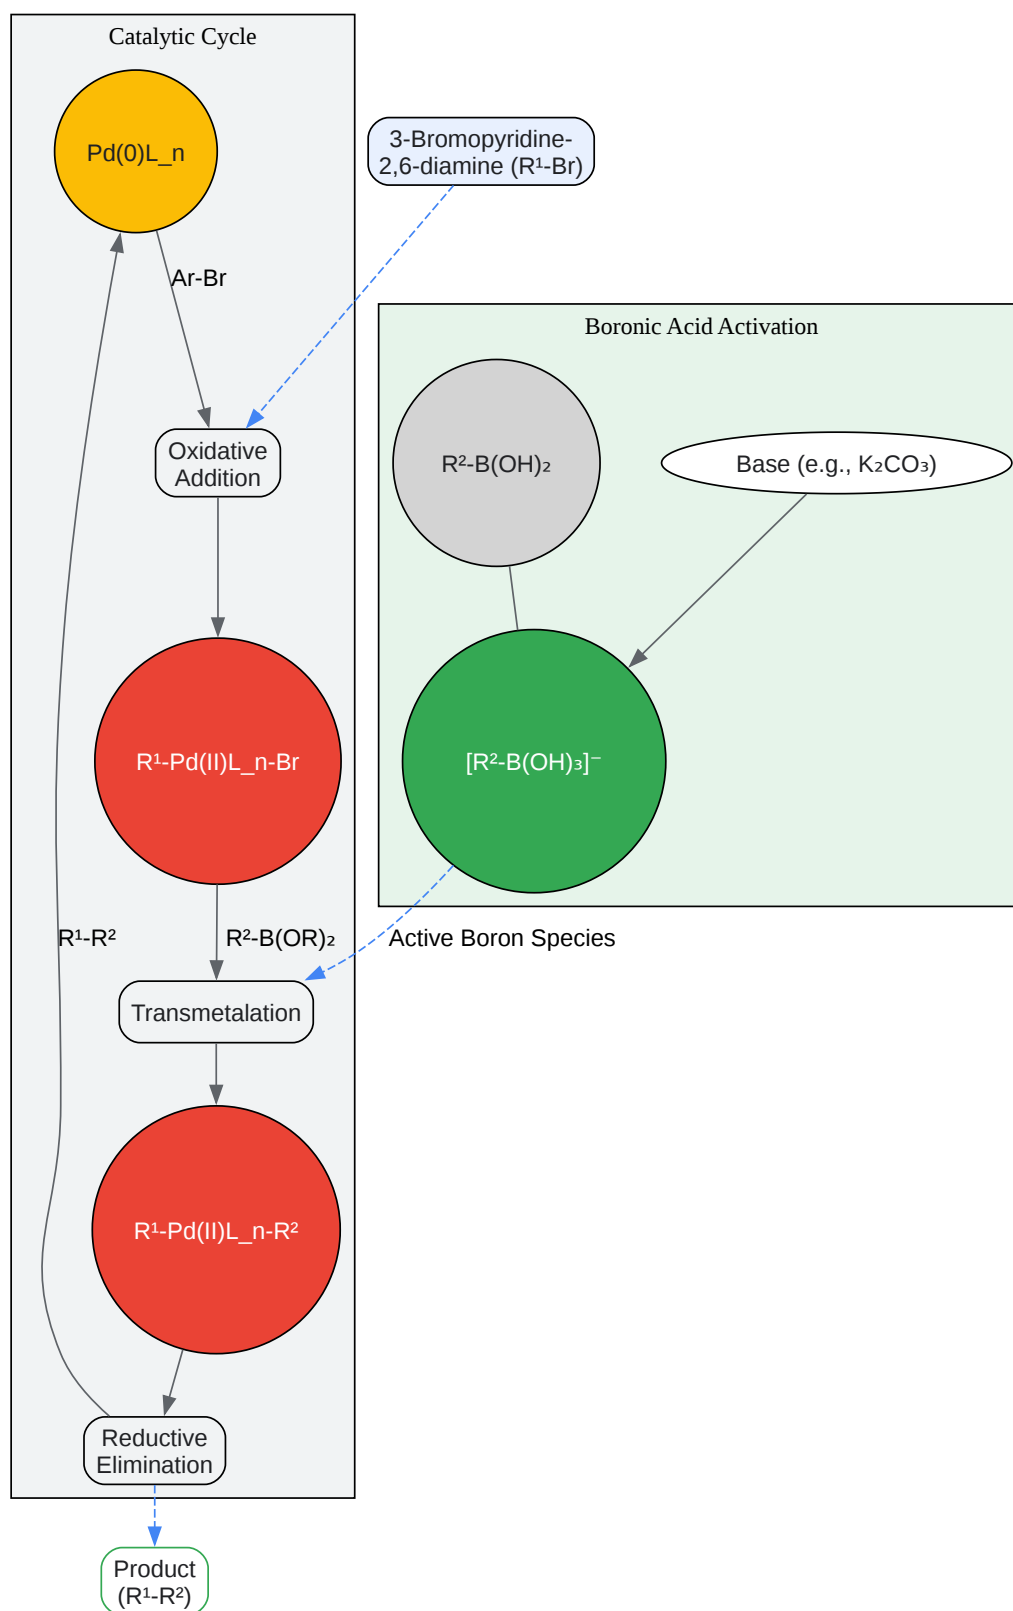 Catalytic Cycle
Pd(0)L_n
3-Bromopyridine-
2,6-diamine (R¹-Br)
Ar-Br
Boronic Acid Activation
Oxidative
Addition
R²-B(OH)₂
Base (e.g., K₂CO₃)
R¹-Pd(II)L_n-Br
[R²-B(OH)₃]⁻
R¹-R²
R²-B(OR)₂
Active Boron Species
Transmetalation
R¹-Pd(II)L_n-R²
Reductive
Elimination
Product
(R¹-R²)